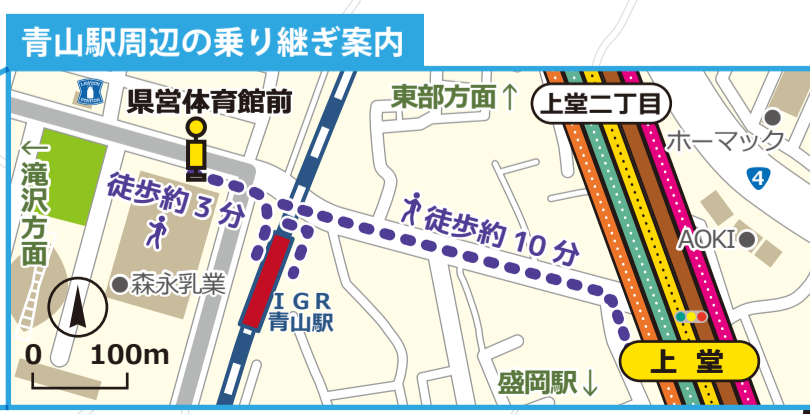 青山駅周辺の乗り継ぎ案内
LAWSON
STATION
県営体育館前
東部方面↑
上堂二丁目
ホーマック
4
←滝沢方面
徒歩約3分
徒歩約10分
AOKI
森永乳業
IGR
青山駅
0 100m
盛岡駅↓
上堂